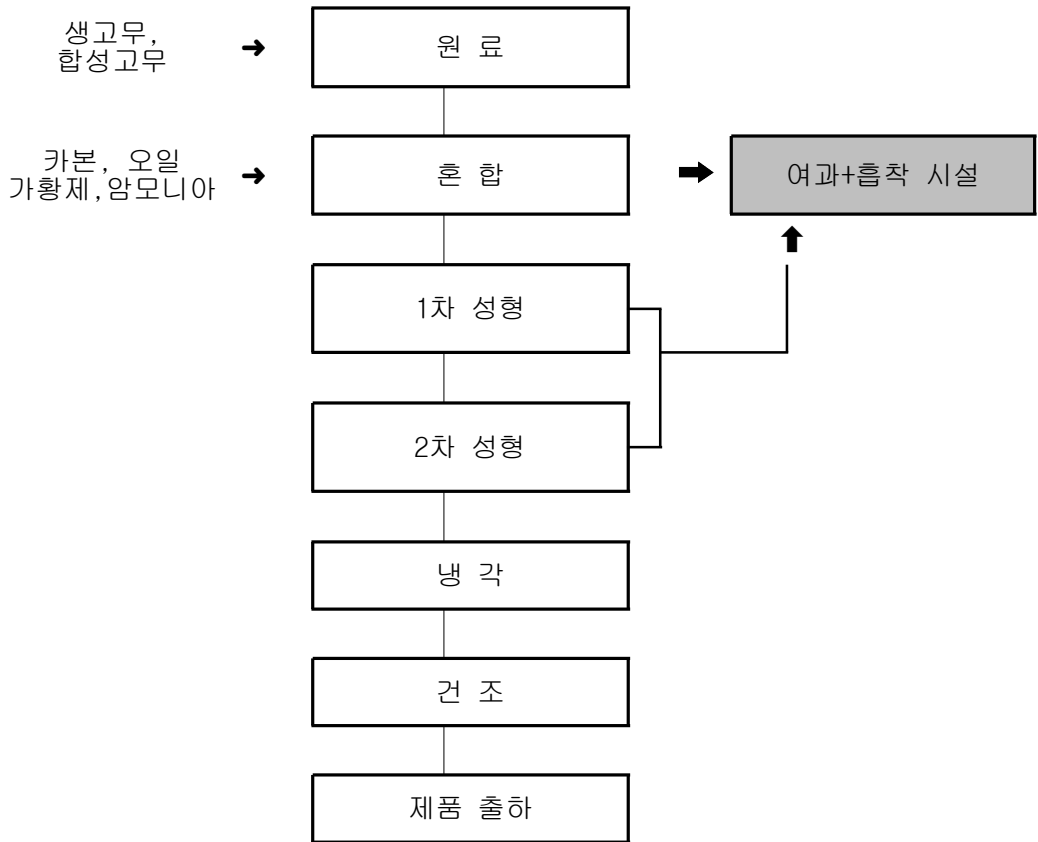 생고무,
합성고무
원 료
카본, 오일
가황제,암모니아
혼 합
여과+흡착 시설
1차 성형
2차 성형
냉 각
건 조
제품 출하